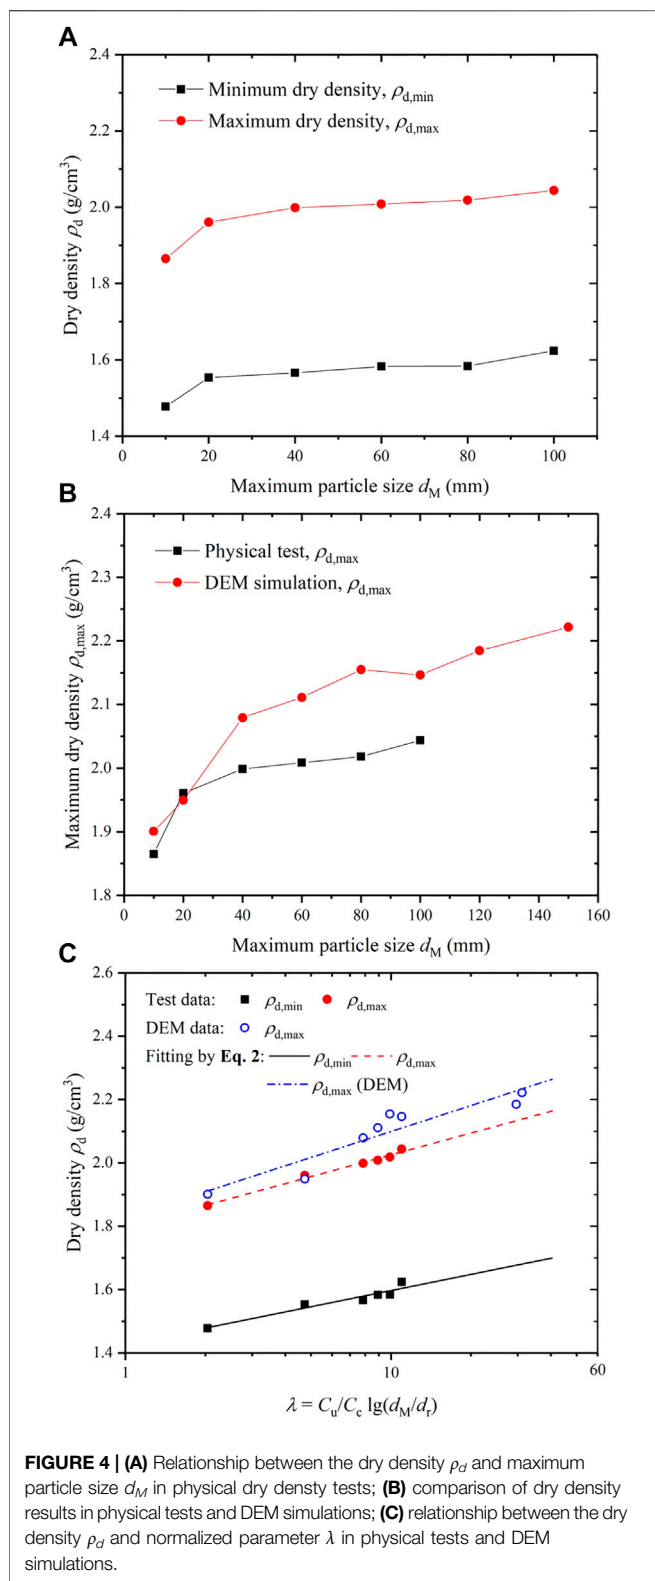 A
2.4
Minimum dry density, ρd,min
Maximum dry density, ρd,max
2.2
2.0
1.8
1.6
1.4
Dry density ρd (g/cm3)
0 20 40 60 80 100
Maximum particle size dM (mm)
B
2.4
Physical test, ρd,max
DEM simulation, ρd,max
2.3
2.2
2.1
2.0
1.9
1.8
Maximum dry density ρd,max (g/cm3)
0 20 40 60 80 100 120 140 160
Maximum particle size dM (mm)
C
2.6
Test data: ρd,min ρd,max
DEM data: ρd,max
Fitting by Eq. 2: ρd,min ρd,max
ρd,max (DEM)
2.4
2.2
2.0
1.8
1.6
1.4
Dry density ρd (g/cm3)
1 10 60
λ = Cu/Cc lg(dM/dr)
FIGURE 4 | (A) Relationship between the dry density ρd and maximum
particle size dM in physical dry densty tests; (B) comparison of dry density
results in physical tests and DEM simulations; (C) relationship between the dry
density ρd and normalized parameter λ in physical tests and DEM
simulations.